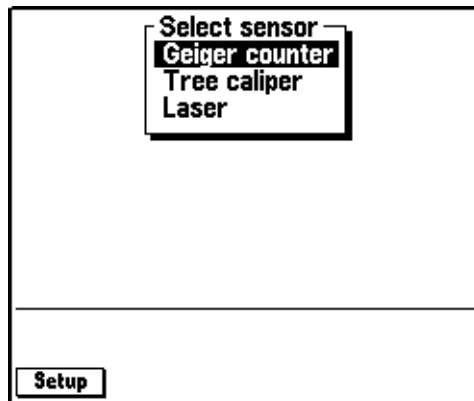 Select sensor
Geiger counter
Tree caliper
Laser
Setup